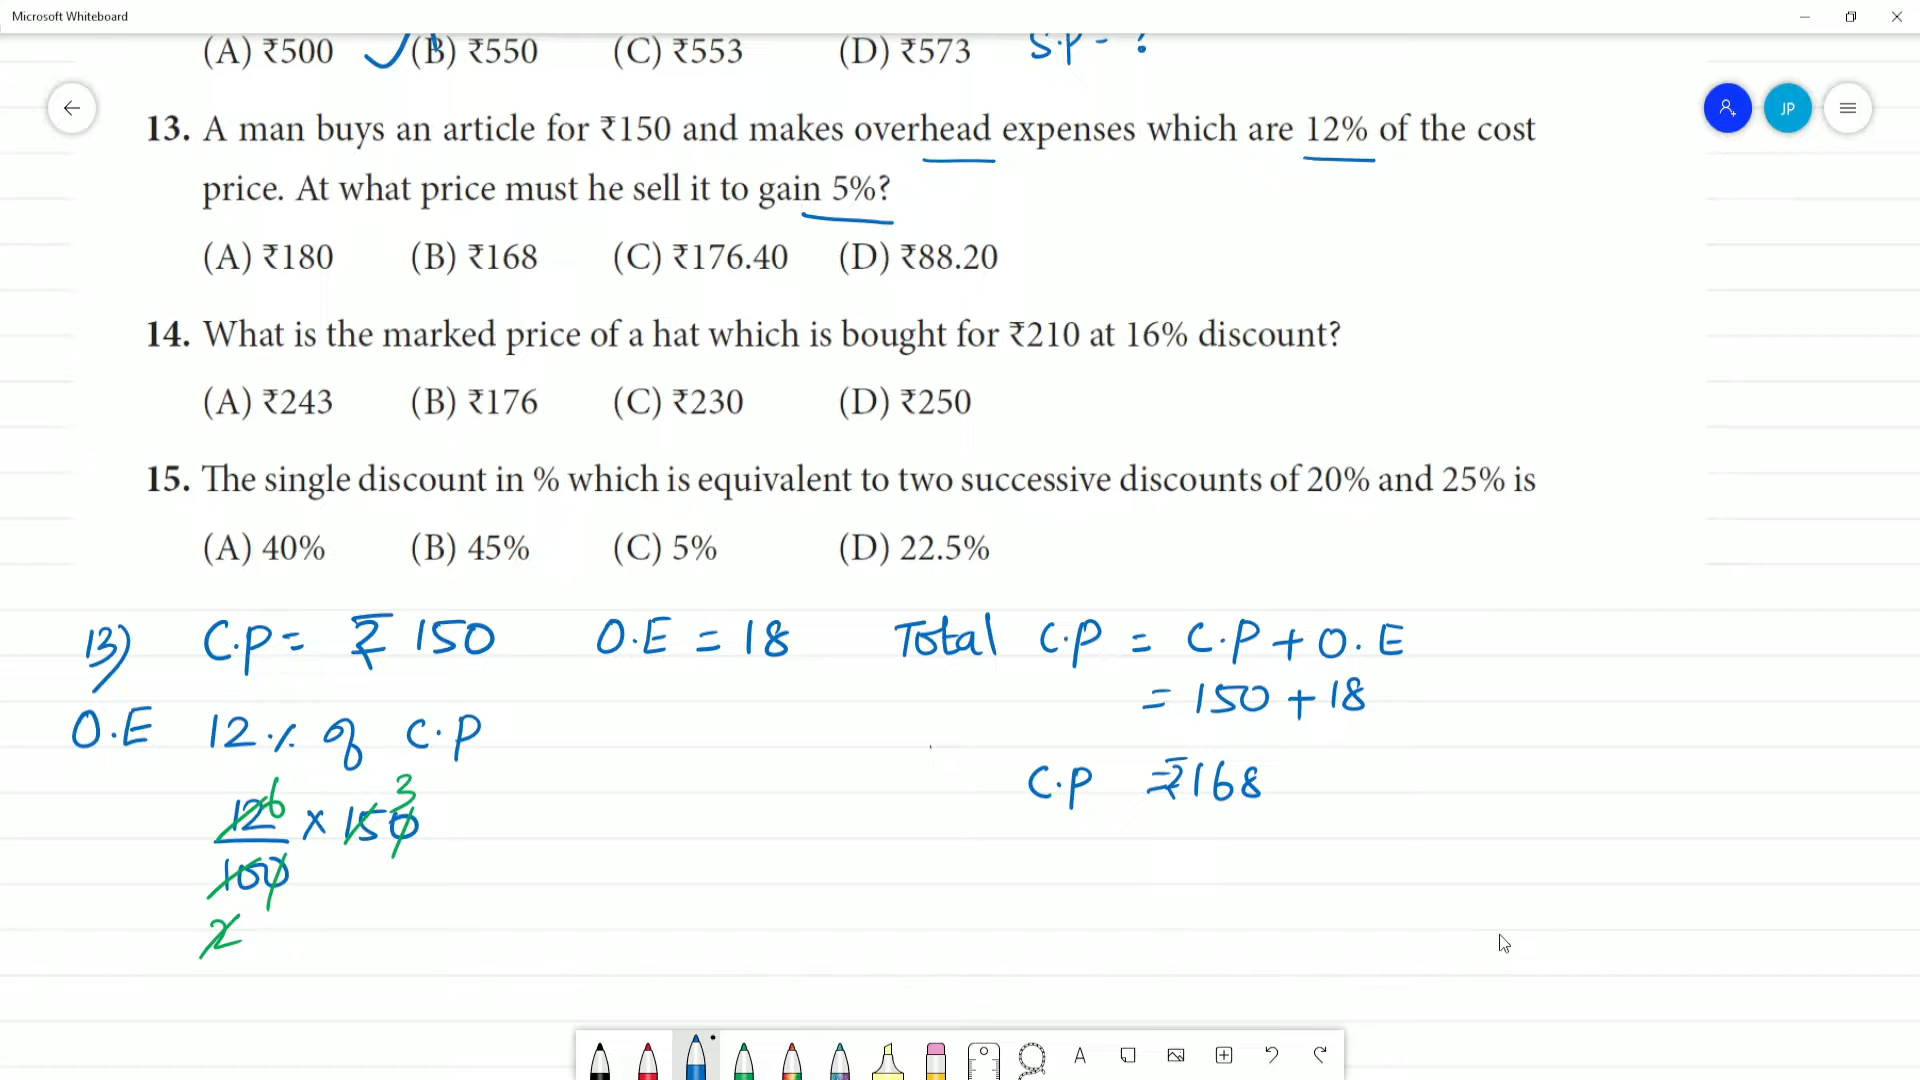 Microsoft Whiteboard
(A) ₹500 (B) ₹550 (C) ₹553 (D) ₹573 S.P = ?
JP
13. A man buys an article for ₹150 and makes overhead expenses which are 12% of the cost
price. At what price must he sell it to gain 5%?
(A) ₹180 (B) ₹168 (C) ₹176.40 (D) ₹88.20
14. What is the marked price of a hat which is bought for ₹210 at 16% discount?
(A) ₹243 (B) ₹176 (C) ₹230 (D) ₹250
15. The single discount in % which is equivalent to two successive discounts of 20% and 25% is
(A) 40% (B) 45% (C) 5% (D) 22.5%
13) C.P = ₹ 150 O.E = 18 Total C.P = C.P + O.E
= 150 + 18
O.E 12% of C.P
C.P = ₹168
12 6 × 150 3
100
2
A